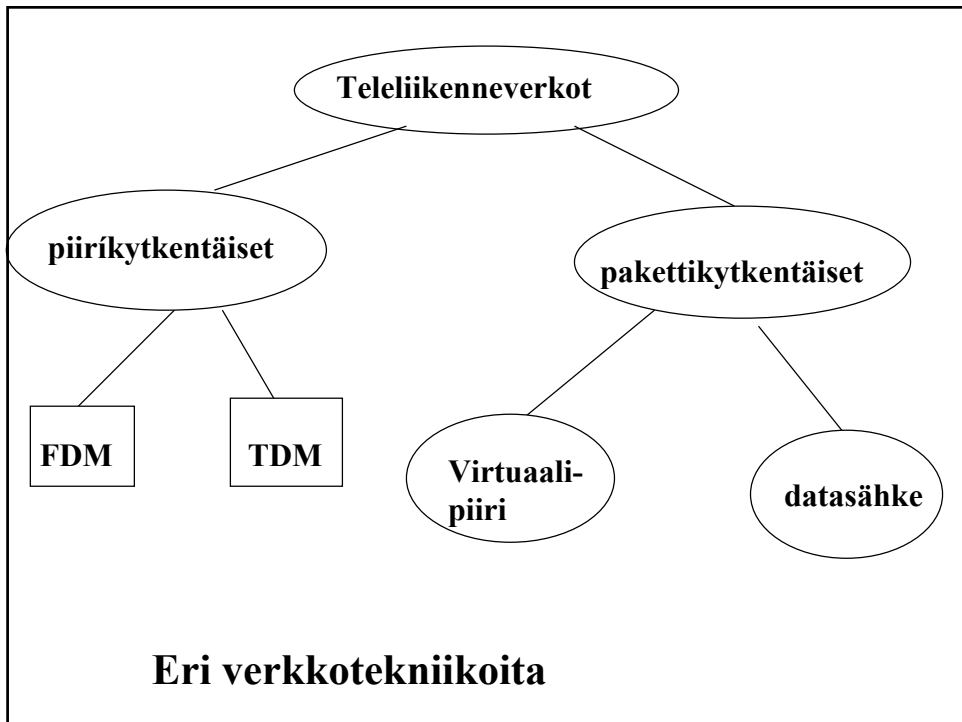 Teleliikenneverkot
piiríkytkentäiset
pakettikytkentäiset
FDM
TDM
Virtuaali-
piiri
datasähke
Eri verkkotekniikoita